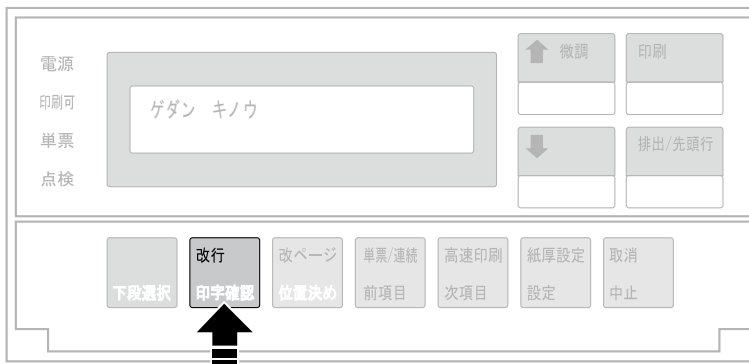 電源
印刷可
単票
点検
ゲダン キノウ
微調
印刷
排出/先頭行
下段選択
改行
印字確認
改ページ
位置決め
単票/連続
前項目
高速印刷
次項目
紙厚設定
設定
取消
中止